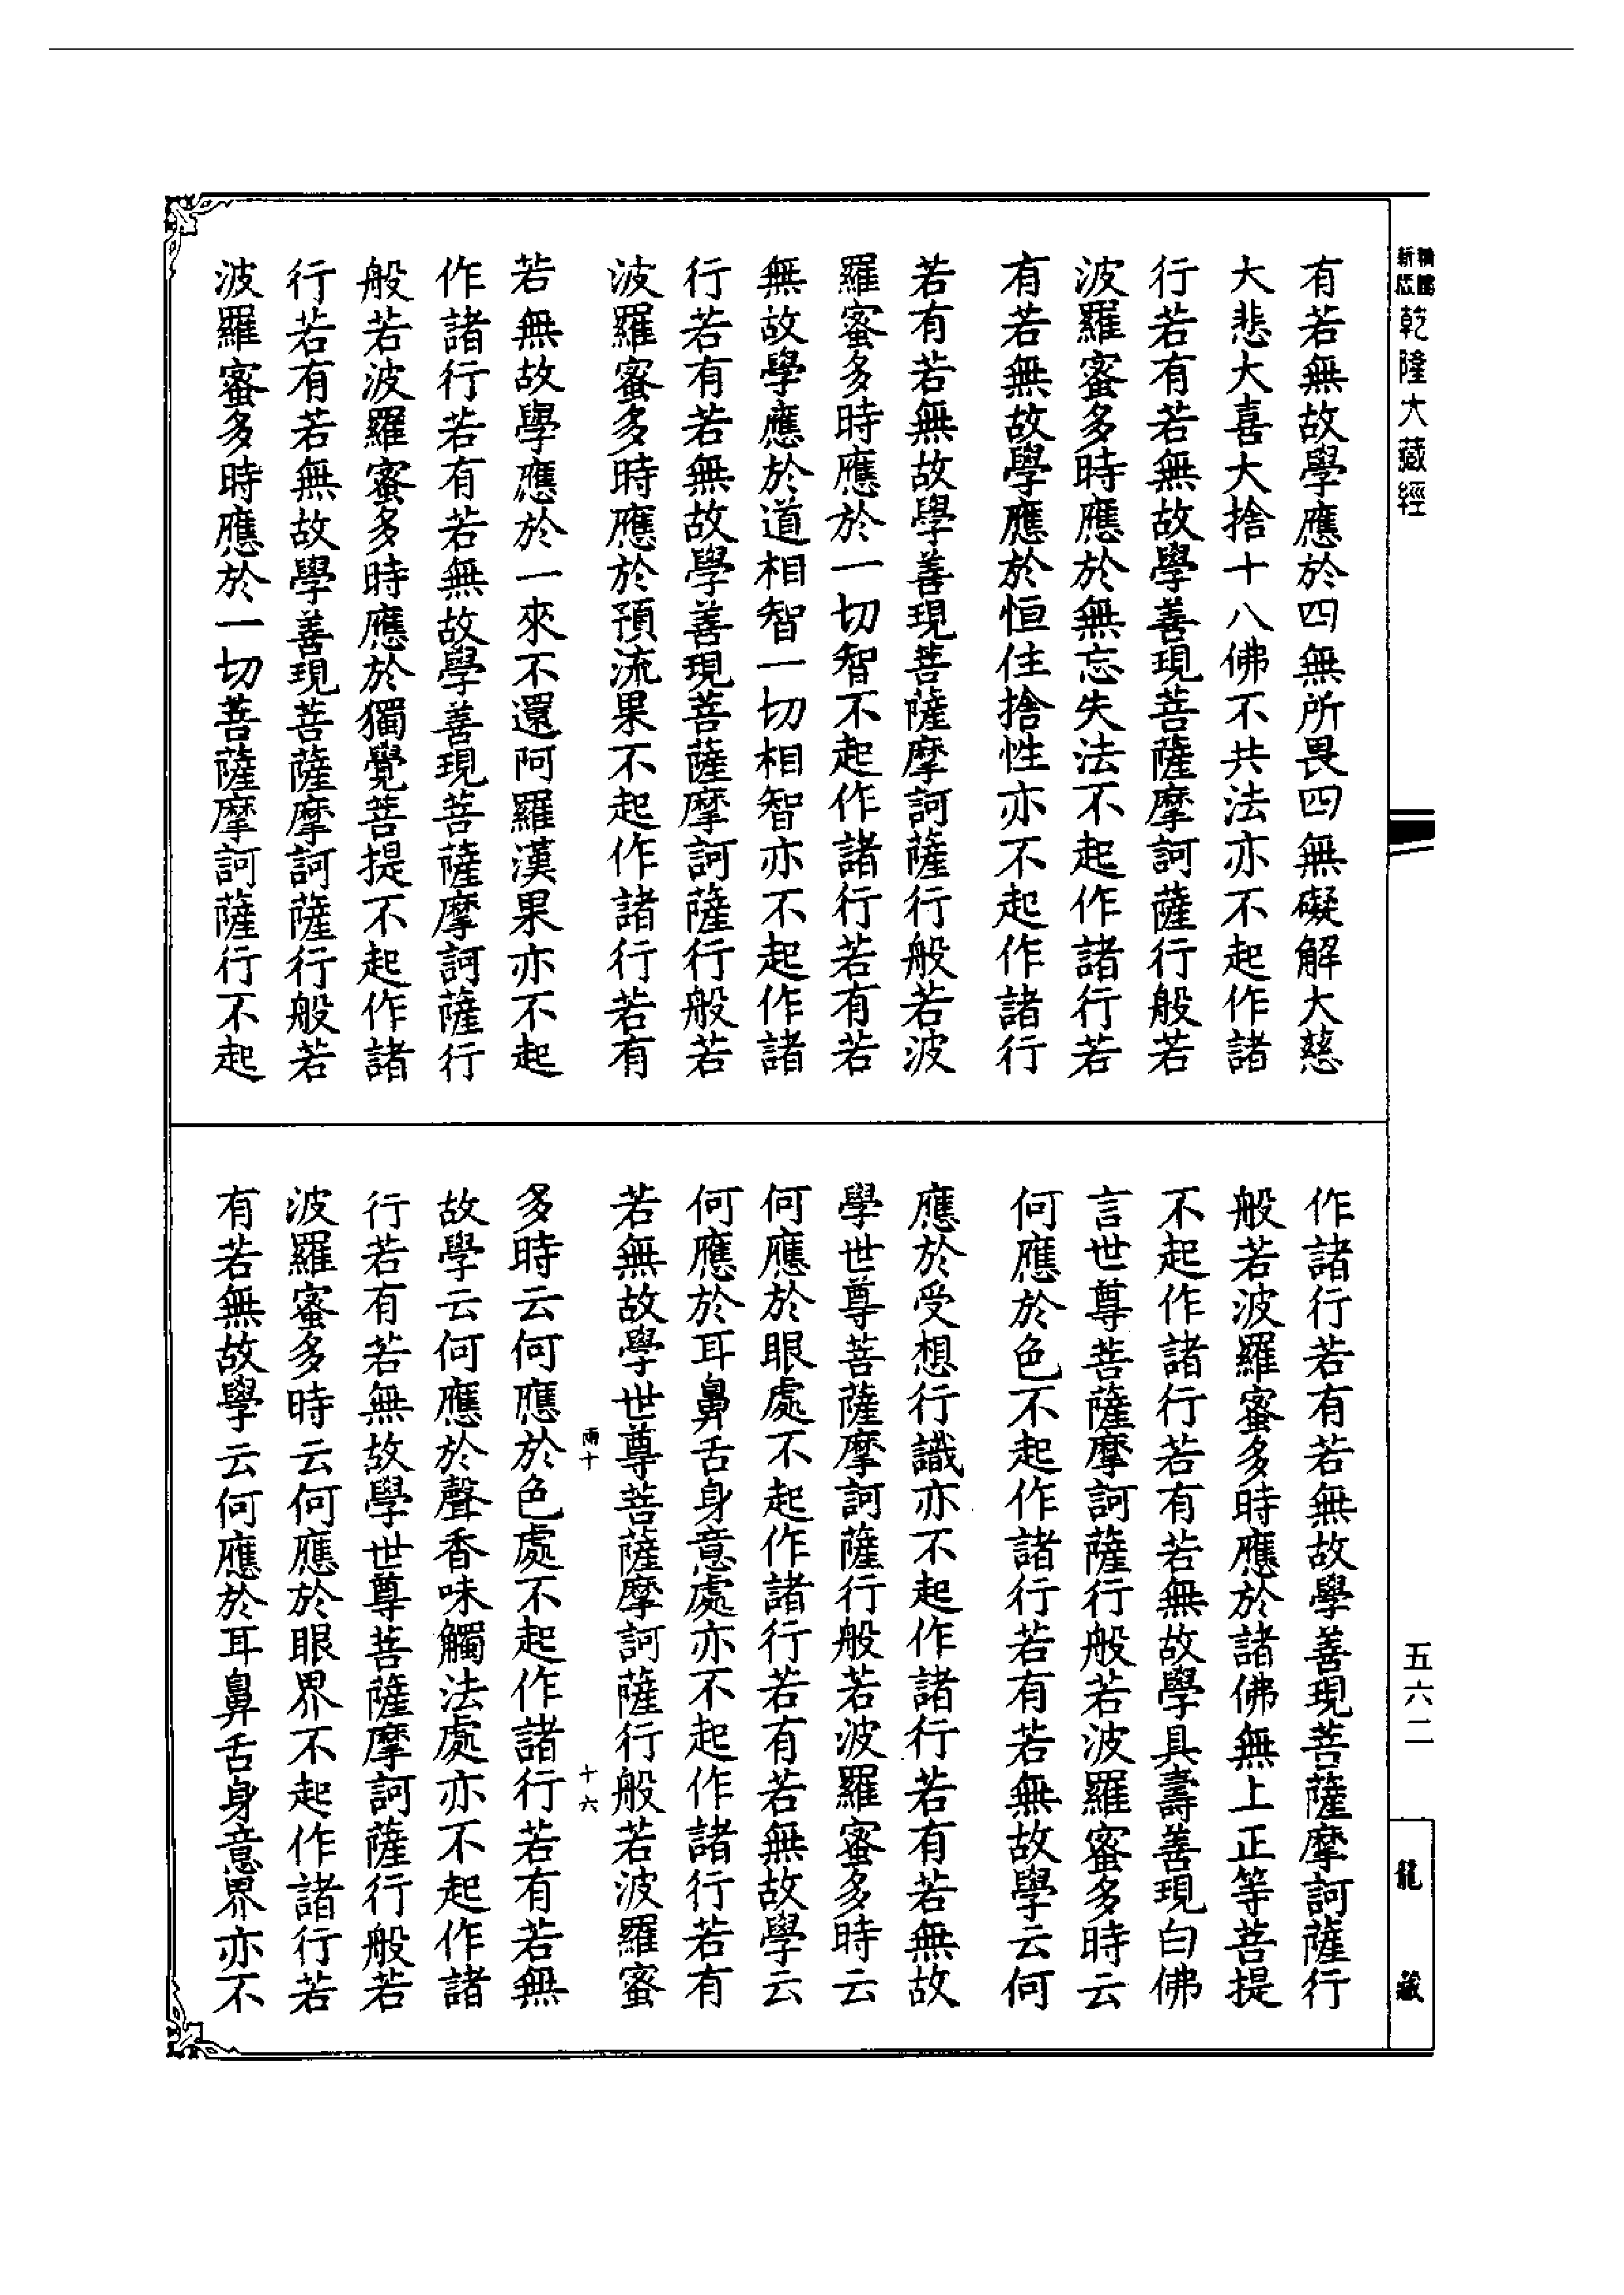 新版
乾隆大藏經
有若無故學應於四無所畏四無礙解大慈
大悲大喜大捨十八佛不共法亦不起作諸
行若有若無故學善現菩薩摩訶薩行般若
波羅蜜多時應於無忘失法不起作諸行若
有若無故學應於恒住捨性亦不起作諸行
若有若無故學善現菩薩摩訶薩行般若波
羅蜜多時應於一切智不起作諸行若有若
無故學應於道相智一切相智亦不起作諸
行若有若無故學善現菩薩摩訶薩行般若
波羅蜜多時應於預流果不起作諸行若有
若無故學應於一來不還阿羅漢果亦不起
作諸行若有若無故學善現菩薩摩訶薩行
般若波羅蜜多時應於獨覺菩提不起作諸
行若有若無故學善現菩薩摩訶薩行般若
波羅蜜多時應於一切菩薩摩訶薩行不起
作諸行若有若無故學善現菩薩摩訶薩行
般若波羅蜜多時應於諸佛無上正等菩提
不起作諸行若有若無故學具壽善現白佛
言世尊菩薩摩訶薩行般若波羅蜜多時云
何應於色不起作諸行若有若無故學云何
應於受想行識亦不起作諸行若有若無故
學世尊菩薩摩訶薩行般若波羅蜜多時云
何應於眼處不起作諸行若有若無故學云
何應於耳鼻舌身意處亦不起作諸行若有
若無故學世尊菩薩摩訶薩行般若波羅蜜
雨十
十六
多時云何應於色處不起作諸行若有若無
故學云何應於聲香味觸法處亦不起作諸
行若有若無故學世尊菩薩摩訶薩行般若
波羅蜜多時云何應於眼界不起作諸行若
有若無故學云何應於耳鼻舌身意界亦不
五六二
龍藏